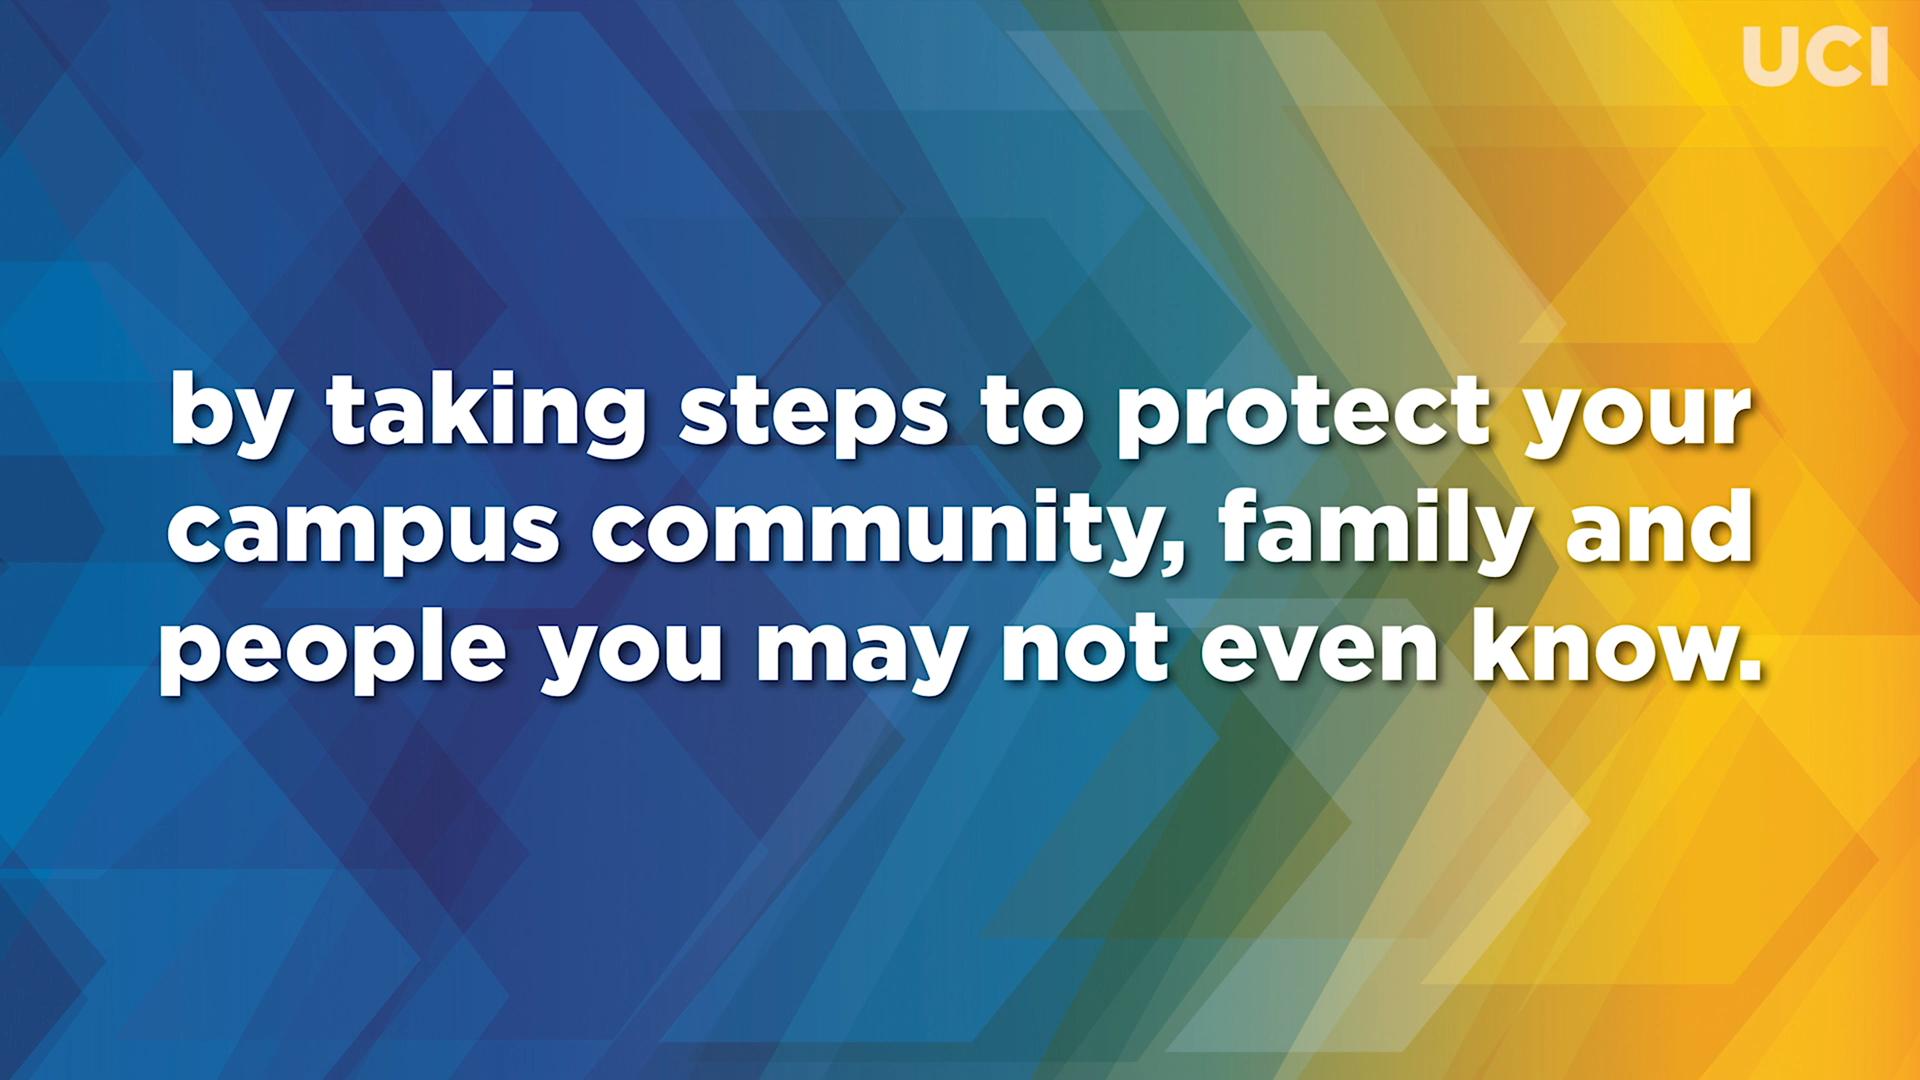 UCI
by taking steps to protect your
campus community, family and
people you may not even know.